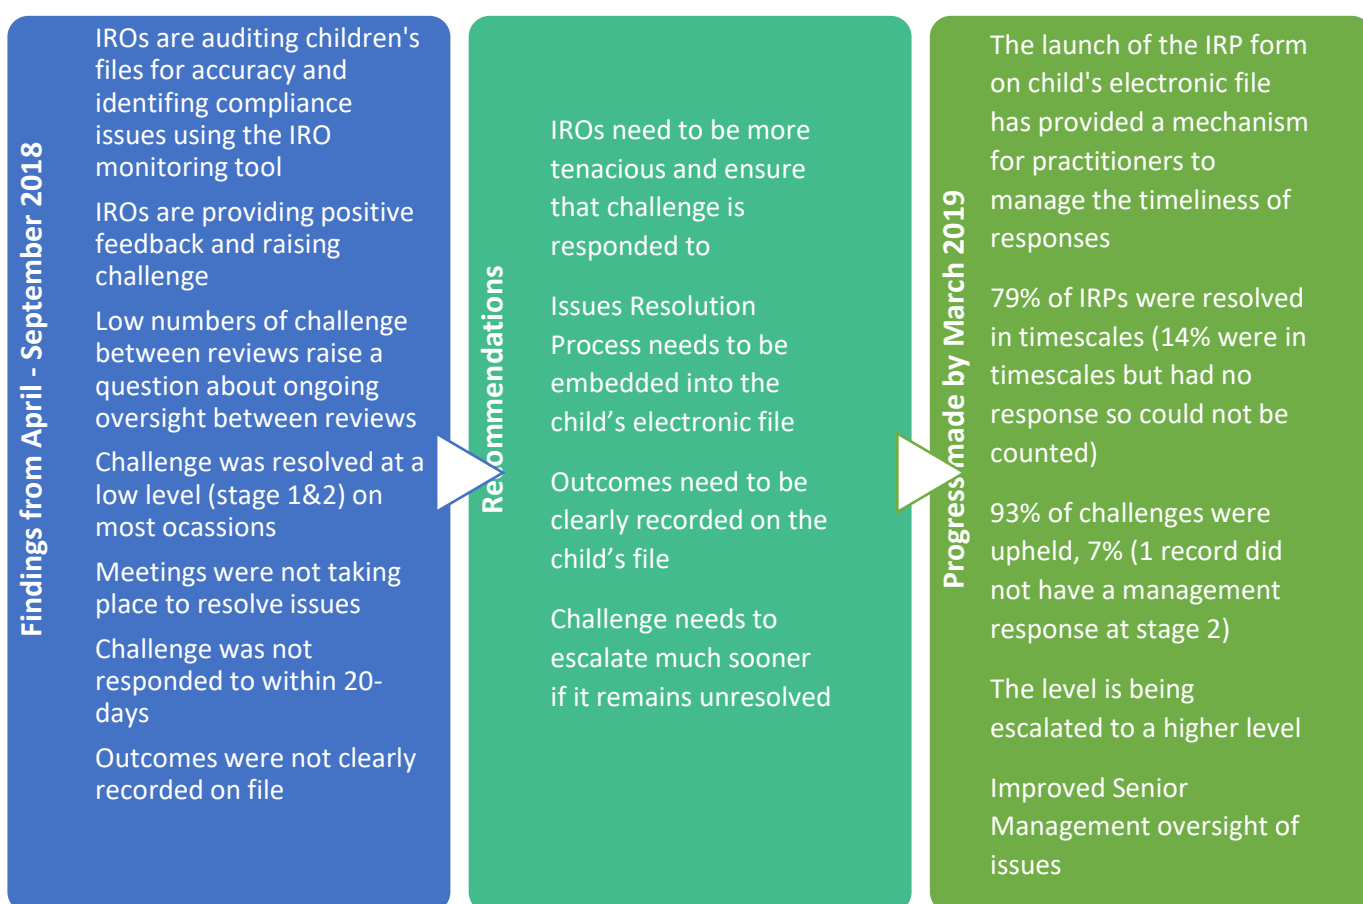 Findings from April - September 2018
IROs are auditing children's
files for accuracy and
identifing compliance
issues using the IRO
monitoring tool
IROs are providing positive
feedback and raising
challenge
Low numbers of challenge
between reviews raise a
question about ongoing
oversight between reviews
Challenge was resolved at a
low level (stage 1&2) on
most ocassions
Meetings were not taking
place to resolve issues
Challenge was not
responded to within 20-
days
Outcomes were not clearly
recorded on file
Recommendations
IROs need to be more
tenacious and ensure
that challenge is
responded to
Issues Resolution
Process needs to be
embedded into the
child’s electronic file
Outcomes need to be
clearly recorded on the
child’s file
Challenge needs to
escalate much sooner
if it remains unresolved
Progress made by March 2019
The launch of the IRP form
on child's electronic file
has provided a mechanism
for practitioners to
manage the timeliness of
responses
79% of IRPs were resolved
in timescales (14% were in
timescales but had no
response so could not be
counted)
93% of challenges were
upheld, 7% (1 record did
not have a management
response at stage 2)
The level is being
escalated to a higher level
Improved Senior
Management oversight of
issues